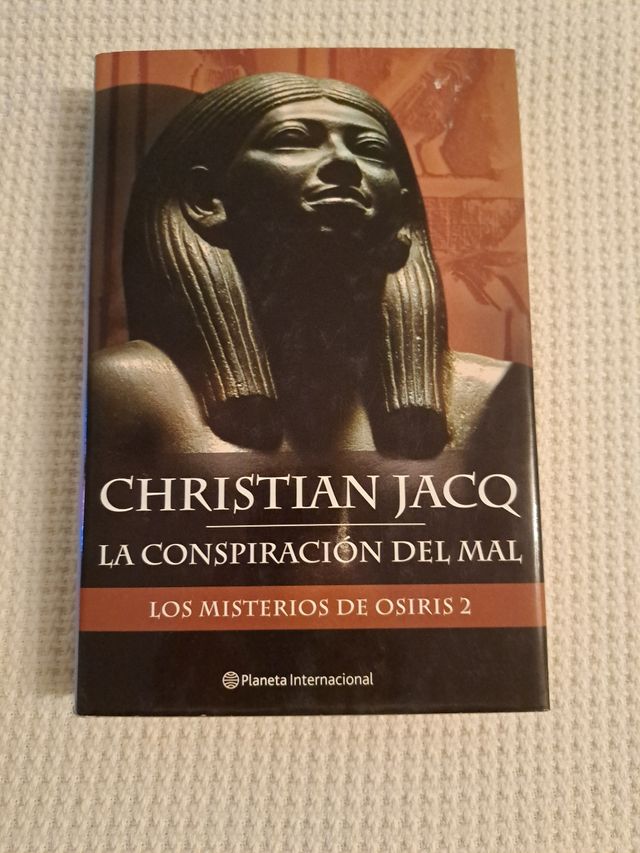 CHRISTIAN JACQ
LA CONSPIRACIÓN DEL MAL
LOS MISTERIOS DE OSIRIS 2
Planeta Internacional